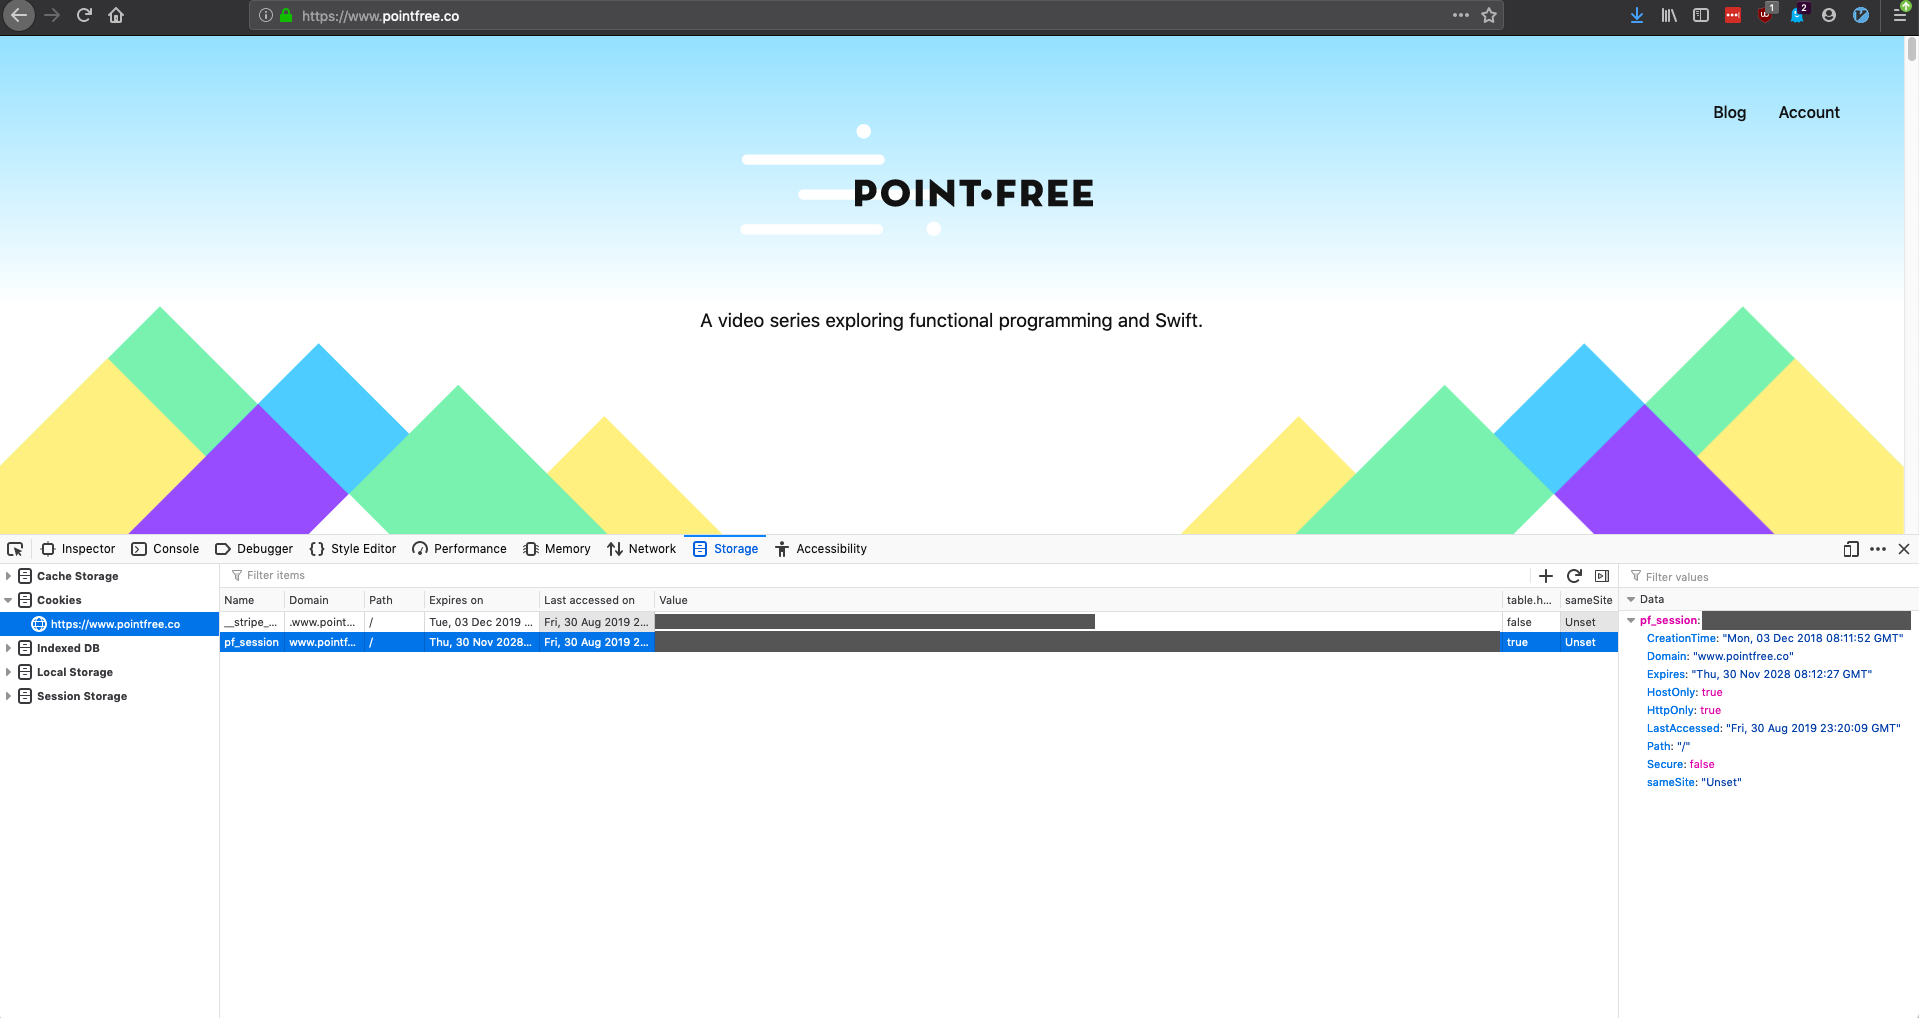 https://www.pointfree.co
1
2
Blog Account
POINT•FREE
A video series exploring functional programming and Swift.
Inspector Console Debugger Style Editor Performance Memory Network Storage Accessibility
Cache Storage
Cookies
https://www.pointfree.co
Indexed DB
Local Storage
Session Storage
Filter items
Name Domain Path Expires on Last accessed on Value table.h... sameSite
__stripe_... .www.point... / Tue, 03 Dec 2019 ... Fri, 30 Aug 2019 2... false Unset
pf_session www.pointf... / Thu, 30 Nov 2028... Fri, 30 Aug 2019 2... true Unset
Filter values
Data
pf_session:
CreationTime: "Mon, 03 Dec 2018 08:11:52 GMT"
Domain: "www.pointfree.co"
Expires: "Thu, 30 Nov 2028 08:12:27 GMT"
HostOnly: true
HttpOnly: true
LastAccessed: "Fri, 30 Aug 2019 23:20:09 GMT"
Path: "/"
Secure: false
sameSite: "Unset"